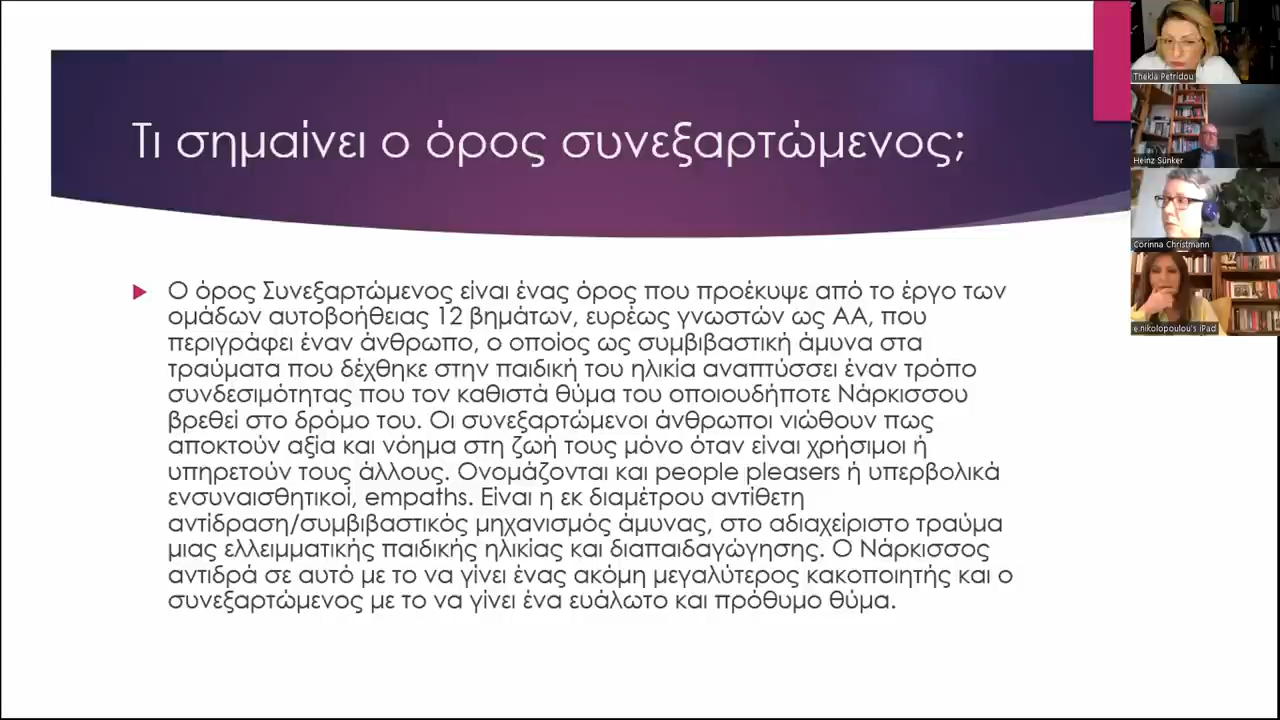 Τι σημαίνει ο όρος συνεξαρτώμενος;
Ο όρος Συνεξαρτώμενος είναι ένας όρος που προέκυψε από το έργο των
ομάδων αυτοβοήθειας 12 βημάτων, ευρέως γνωστών ως ΑΑ, που
περιγράφει έναν άνθρωπο, ο οποίος ως συμβιβαστική άμυνα στα
τραύματα που δέχθηκε στην παιδική του ηλικία αναπτύσσει έναν τρόπο
συνδεσιμότητας που τον καθιστά θύμα του οποιουδήποτε Νάρκισσου
βρεθεί στο δρόμο του. Οι συνεξαρτώμενοι άνθρωποι νιώθουν πως
αποκτούν αξία και νόημα στη ζωή τους μόνο όταν είναι χρήσιμοι ή
υπηρετούν τους άλλους. Ονομάζονται και people pleasers ή υπερβολικά
ενσυναισθητικοί, empaths. Είναι η εκ διαμέτρου αντίθετη
αντίδραση/συμβιβαστικός μηχανισμός άμυνας, στο αδιαχείριστο τραύμα
μιας ελλειμματικής παιδικής ηλικίας και διαπαιδαγώγησης. Ο Νάρκισσος
αντιδρά σε αυτό με το να γίνει ένας ακόμη μεγαλύτερος κακοποιητής και ο
συνεξαρτώμενος με το να γίνει ένα ευάλωτο και πρόθυμο θύμα.
Thekla Petridou
Heinz Sünker
Corinna Christmann
e.nikolopoulou's iPad